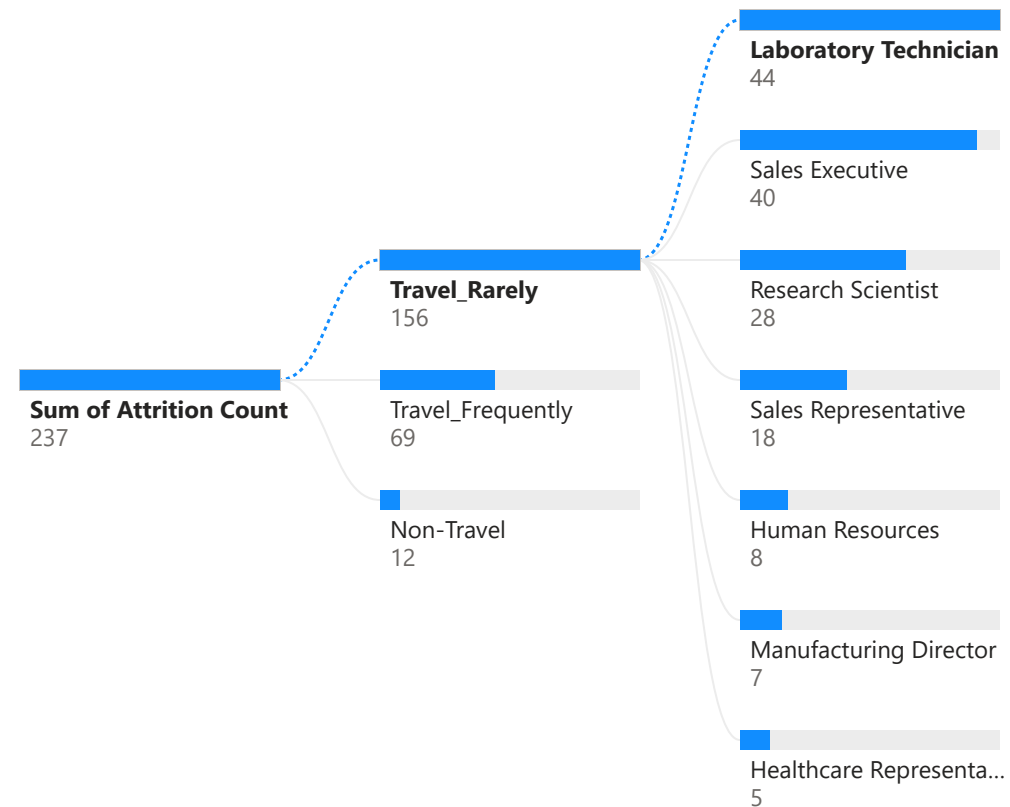 Sum of Attrition Count
237
Travel_Rarely
156
Travel_Frequently
69
Non-Travel
12
Laboratory Technician
44
Sales Executive
40
Research Scientist
28
Sales Representative
18
Human Resources
8
Manufacturing Director
7
Healthcare Representa...
5